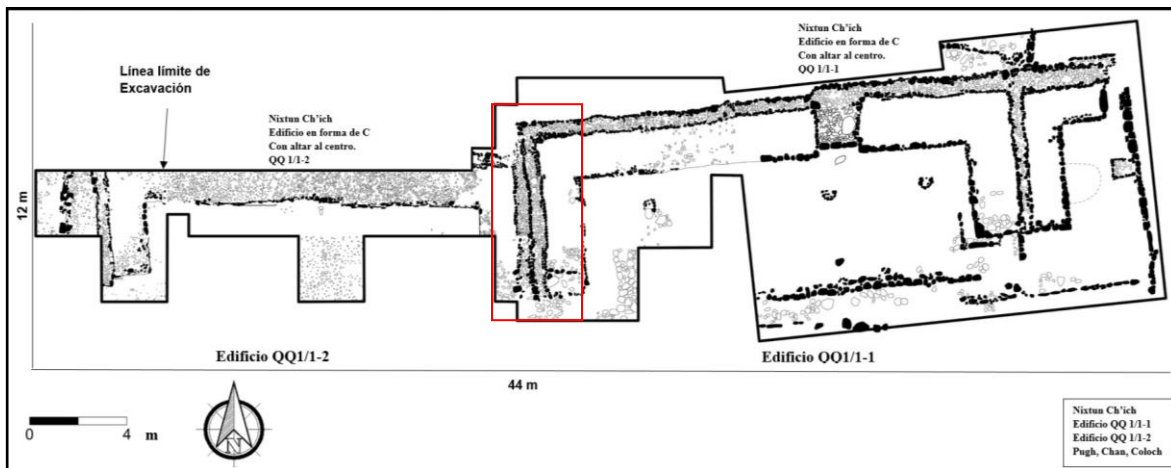 Línea límite de
Excavación
Nixtun Ch'ich
Edificio en forma de C
Con altar al centro.
QQ 1/1-2
Nixtun Ch'ich
Edificio en forma de C
Con altar al centro.
QQ 1/1-1
12 m
Edificio QQ1/1-2
Edificio QQ1/1-1
44 m
0 4 m
N
Nixtun Ch'ich
Edificio QQ 1/1-1
Edificio QQ 1/1-2
Pugh, Chan, Coloch